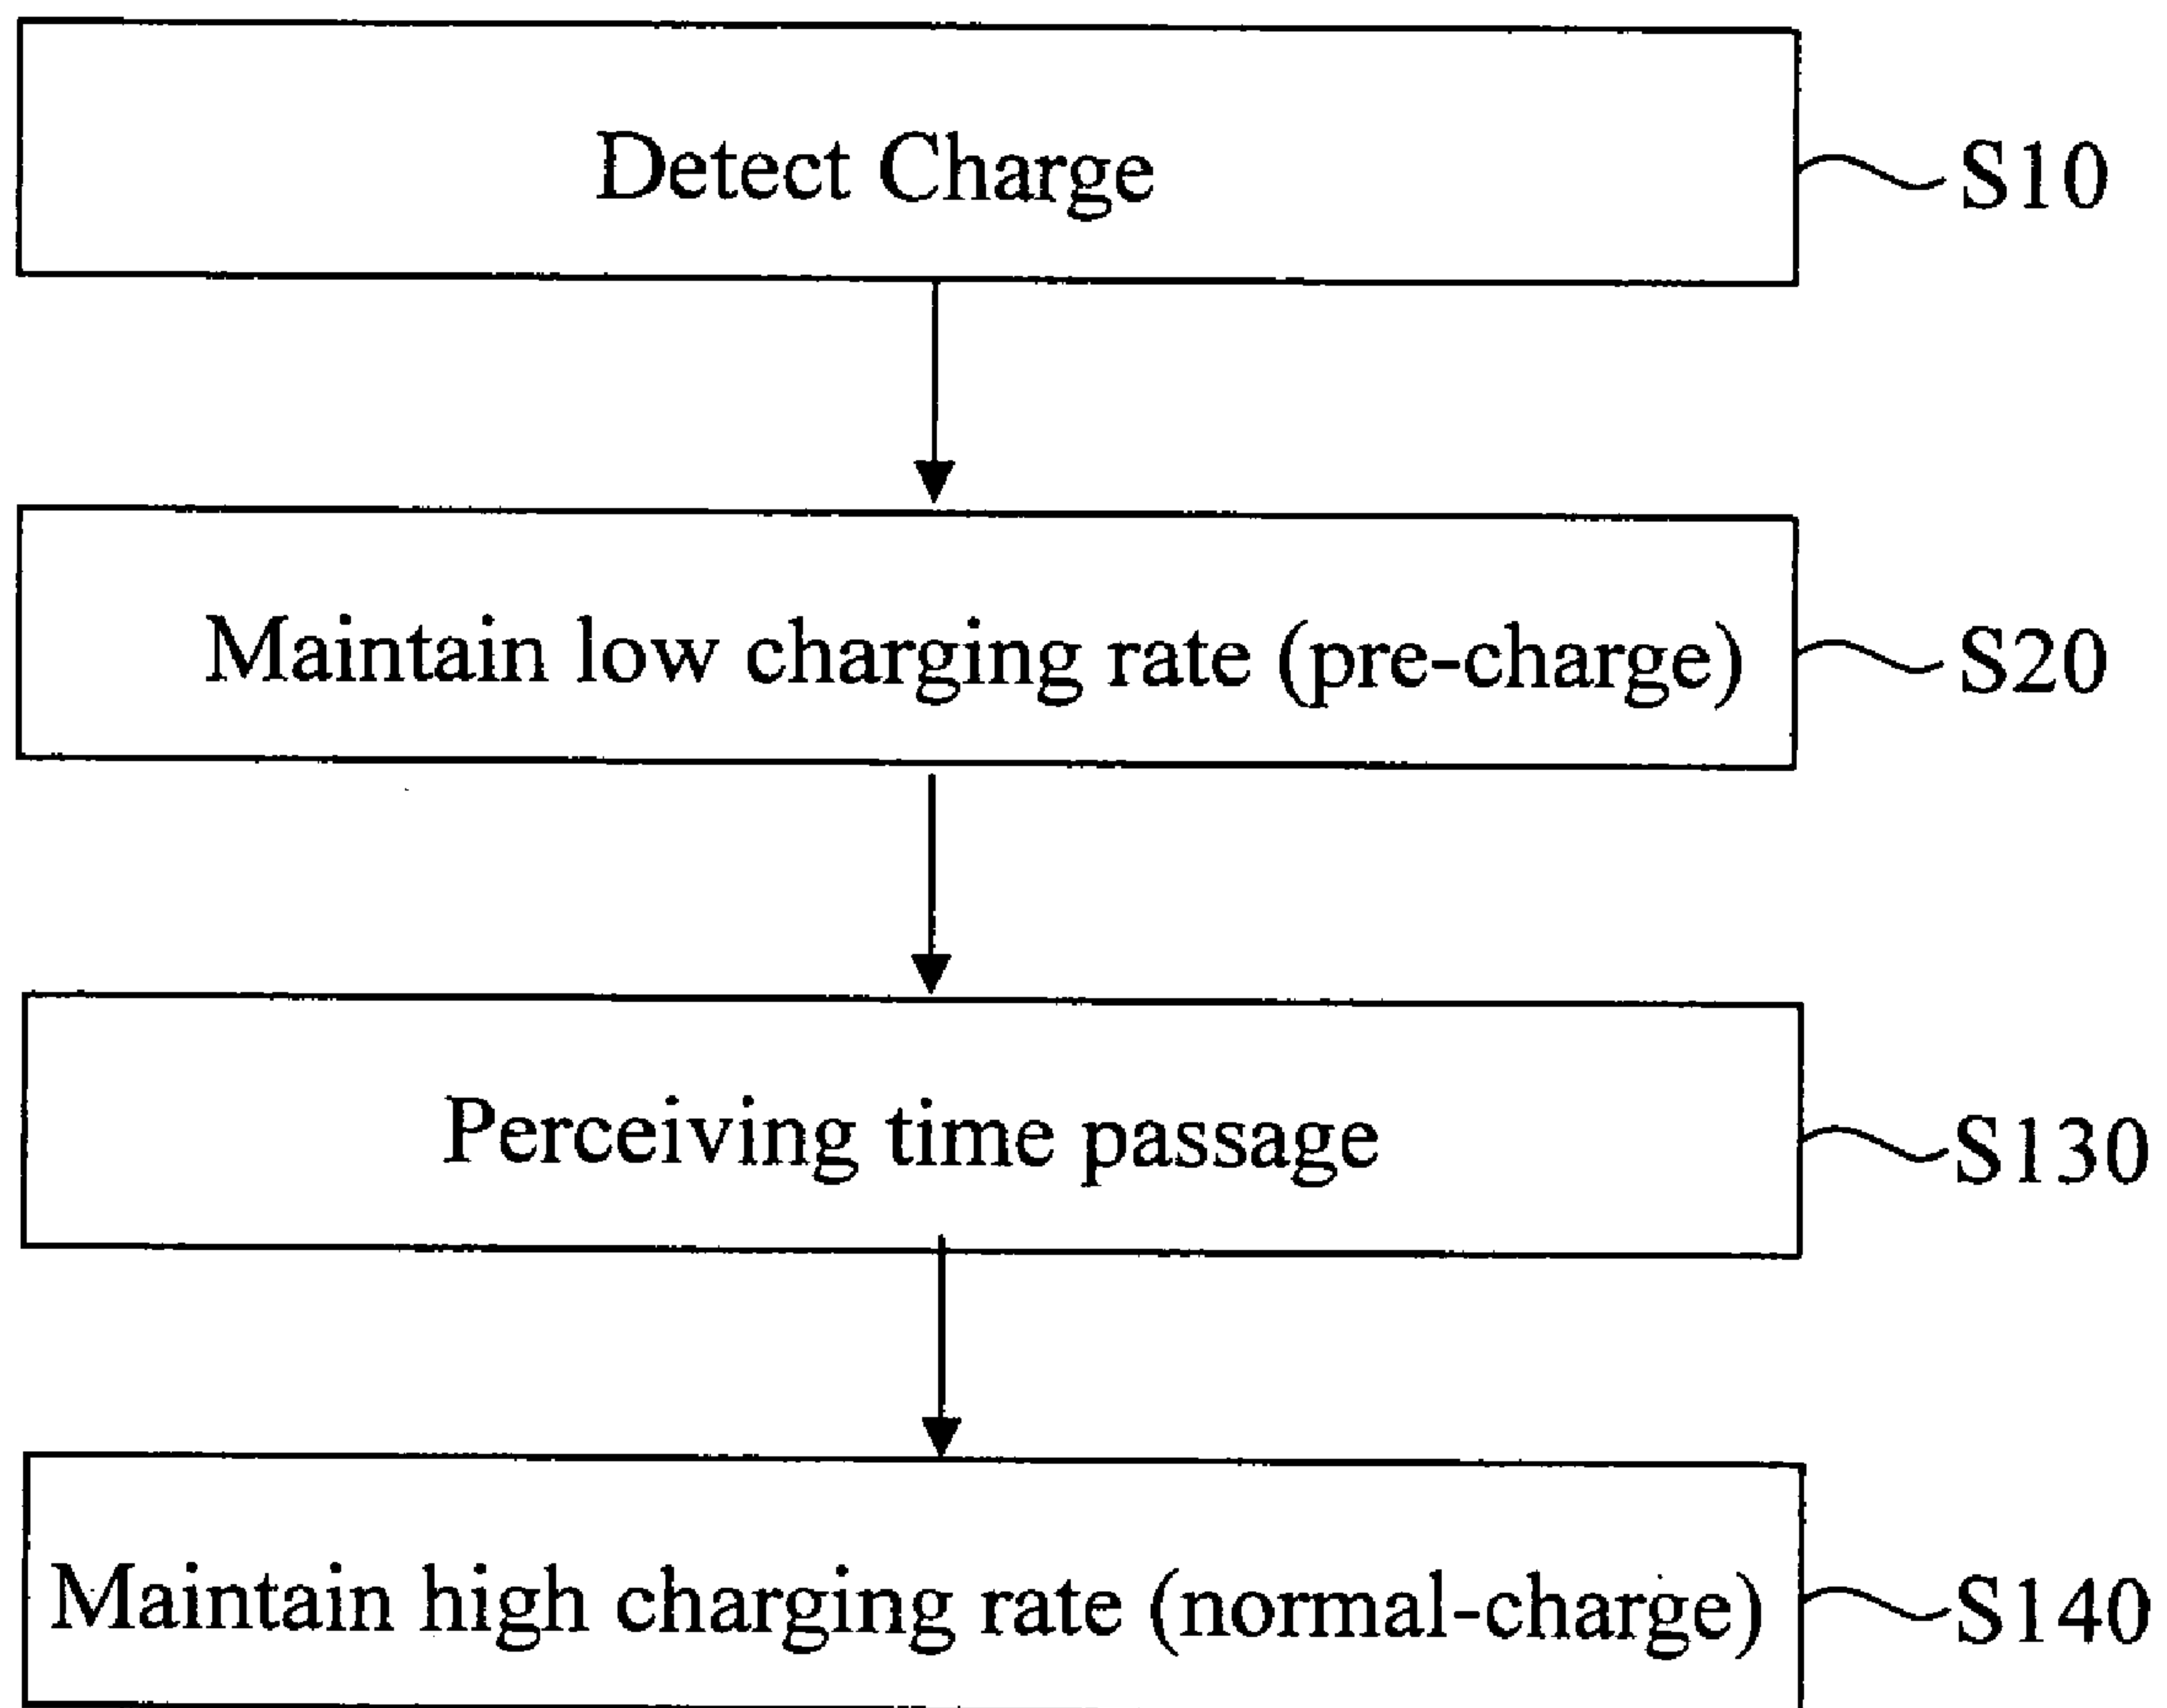 Detect Charge
S10
Maintain low charging rate (pre-charge)
S20
Perceiving time passage
S130
Maintain high charging rate (normal-charge)
S140